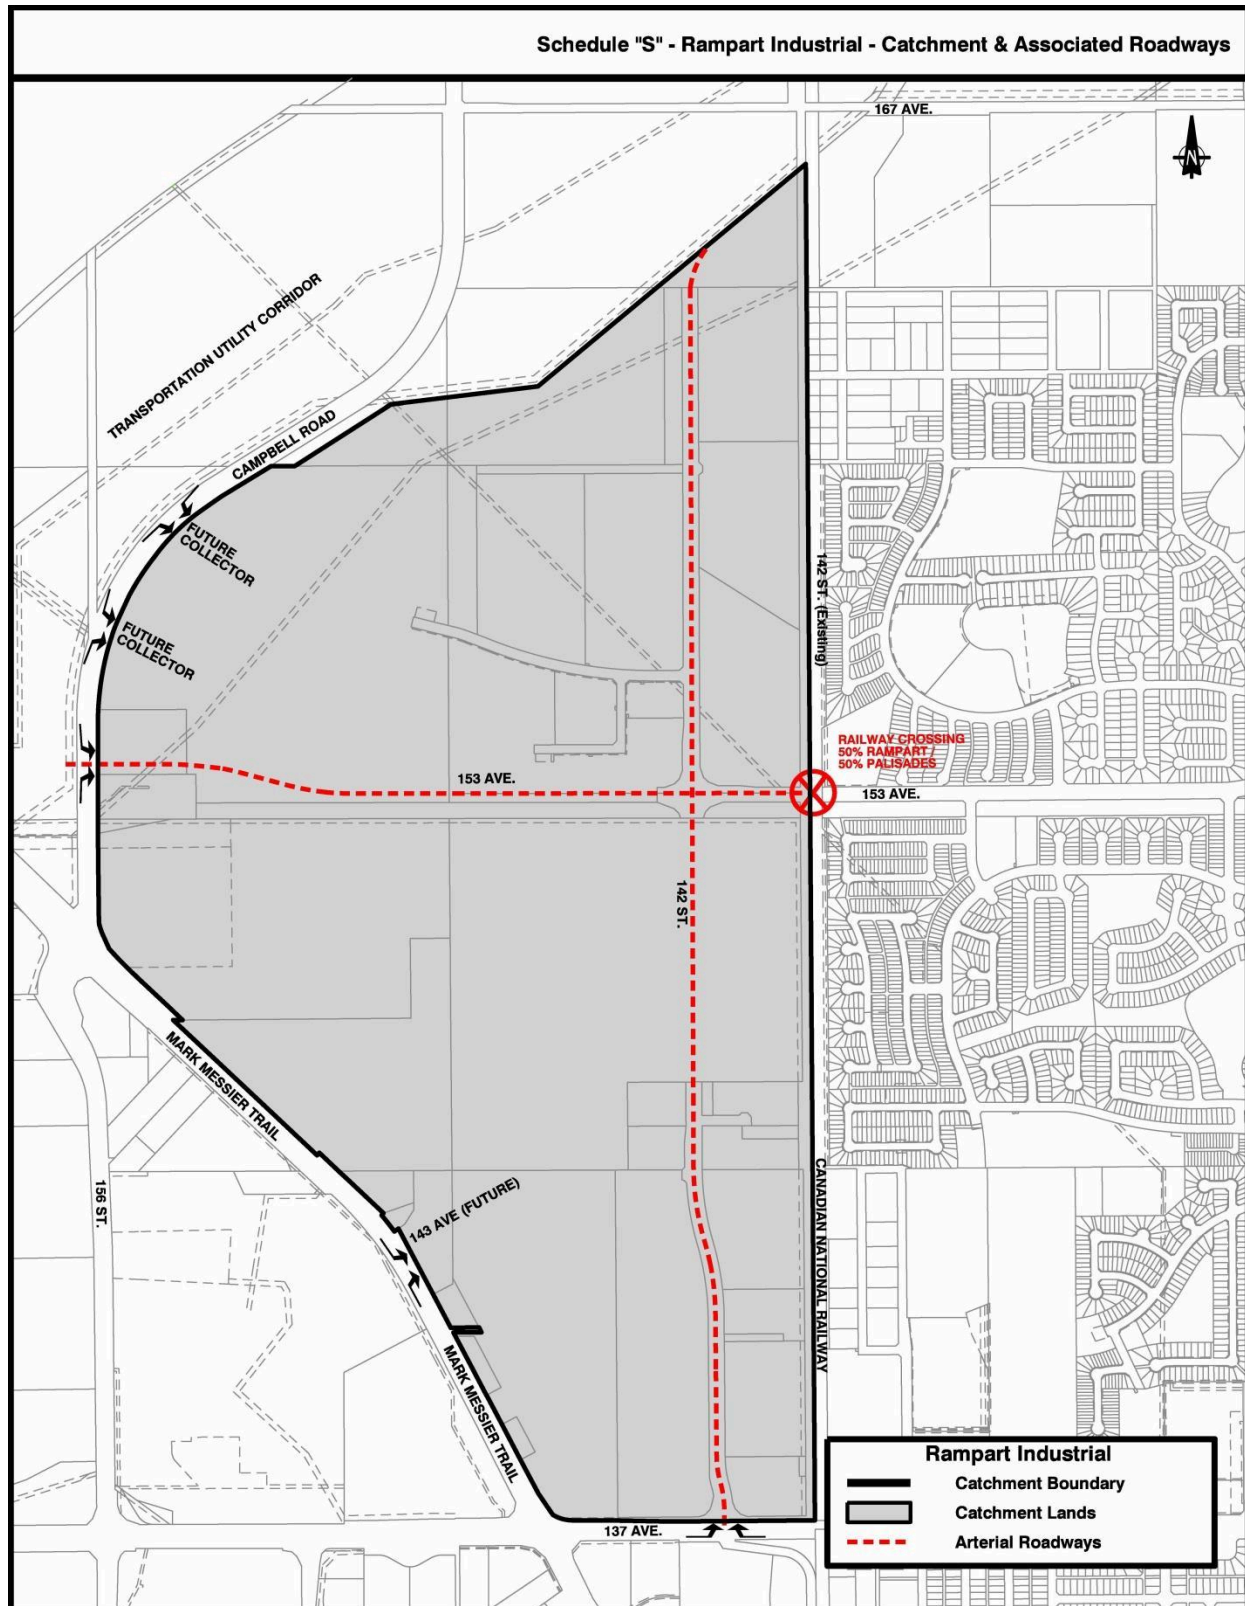 Schedule "S" - Rampart Industrial - Catchment & Associated Roadways
167 AVE.
N
TRANSPORTATION UTILITY CORRIDOR
CAMPBELL ROAD
FUTURE
COLLECTOR
FUTURE
COLLECTOR
142 ST. (Existing)
RAILWAY CROSSING
50% RAMPART /
50% PALISADES
153 AVE.
153 AVE.
142 ST.
MARK MESSIER TRAIL
156 ST.
143 AVE (FUTURE)
CANADIAN NATIONAL RAILWAY
MARK MESSIER TRAIL
137 AVE.
Rampart Industrial
Catchment Boundary
Catchment Lands
Arterial Roadways